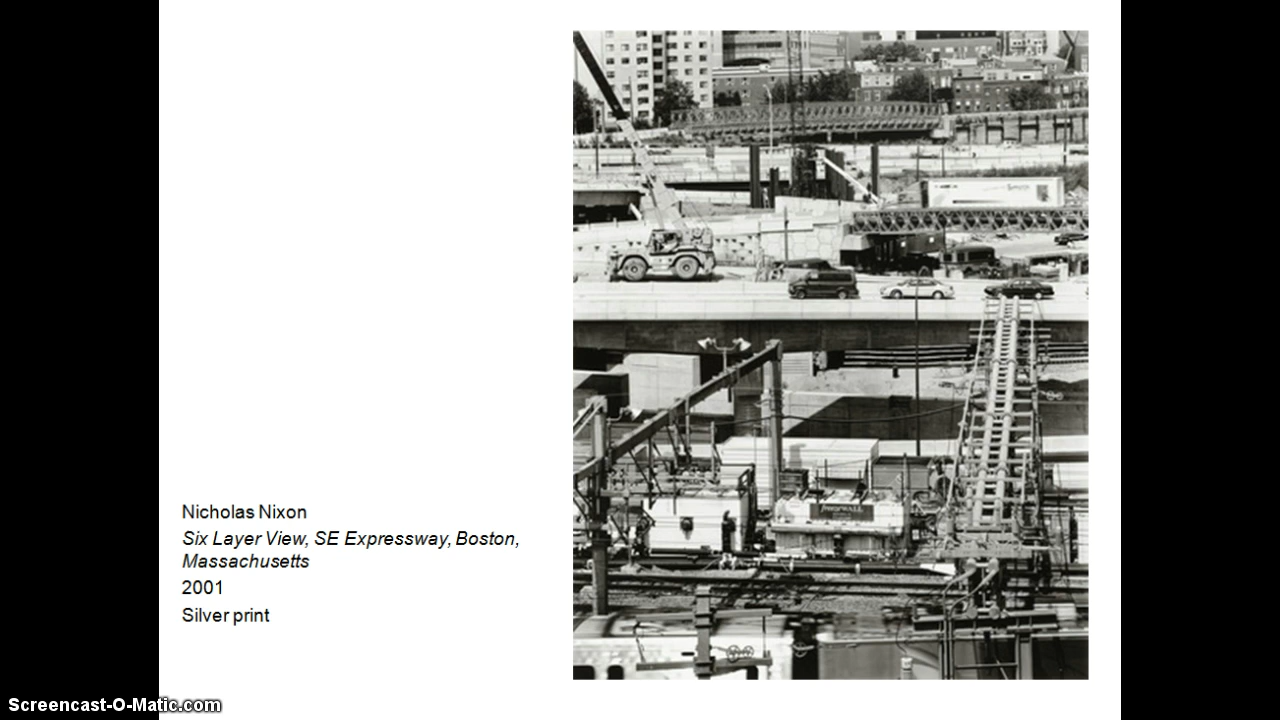 Nicholas Nixon
Six Layer View, SE Expressway, Boston,
Massachusetts
2001
Silver print
Screencast-O-Matic.com